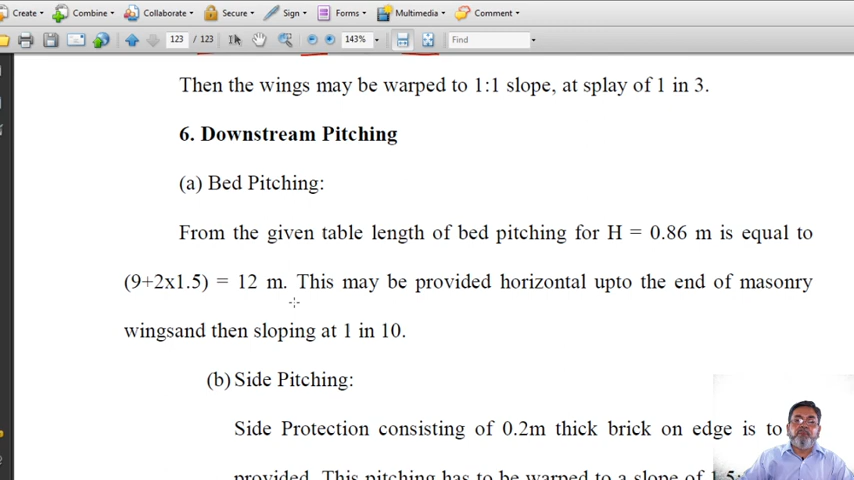 Create Combine Collaborate Secure Sign Forms Multimedia Comment
123 / 123 143% Find
Then the wings may be warped to 1:1 slope, at splay of 1 in 3.
6. Downstream Pitching
(a) Bed Pitching:
From the given table length of bed pitching for H = 0.86 m is equal to
(9+2x1.5) = 12 m. This may be provided horizontal upto the end of masonry
wingsand then sloping at 1 in 10.
(b) Side Pitching:
Side Protection consisting of 0.2m thick brick on edge is to
provided. This pitching has to be warped to a slope of 1.5: